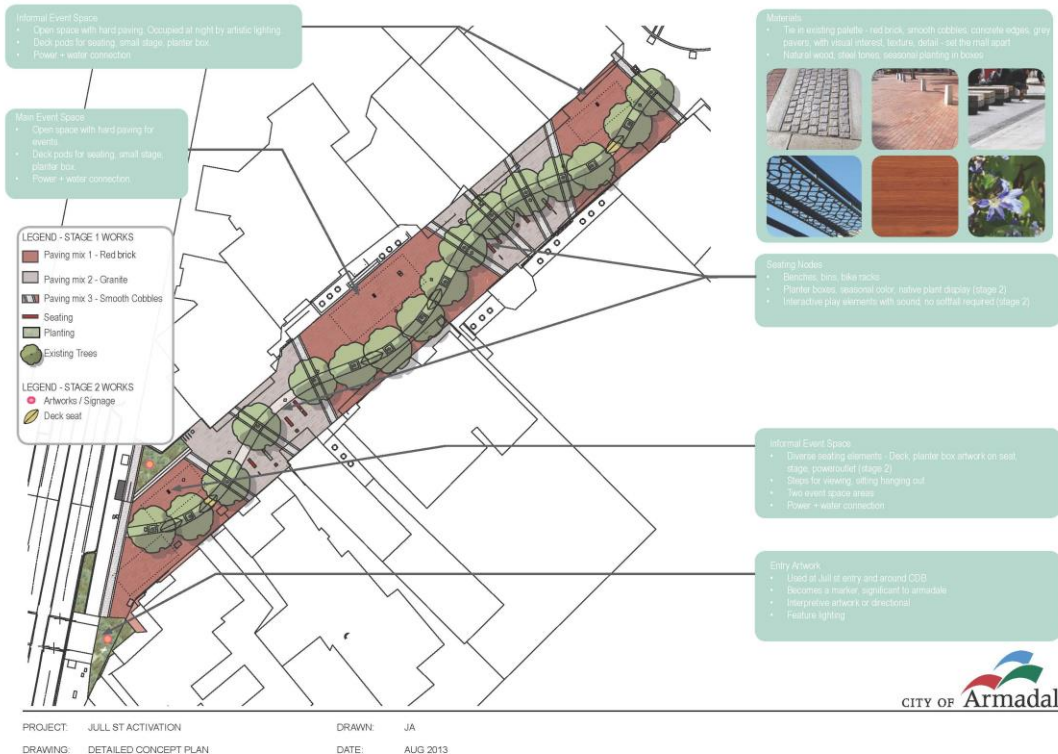 Informal Event Space
• Open space with hard paving. Occupied at night by artistic lighting.
• Deck pods for seating, small stage, planter box.
• Power + water connection
Main Event Space
• Open space with hard paving for
events
• Deck pods for seating, small stage,
planter box
• Power + water connection.
LEGEND - STAGE 1 WORKS
Paving mix 1 - Red brick
Paving mix 2 - Granite
Paving mix 3 - Smooth Cobbles
Seating
Planting
Existing Trees
LEGEND - STAGE 2 WORKS
Artworks / Signage
Deck seat
Materials
• Tie in existing palette - red brick, smooth cobbles, concrete edges, grey
pavers, with visual interest, texture, detail - set the mall apart
• Natural wood, steel tones, seasonal planting in boxes
Seating Nodes
• Benches, bins, bike racks
• Planter boxes, seasonal color, native plant display (stage 2)
• Interactive play elements with sound, no softfall required (stage 2)
Informal Event Space
• Diverse seating elements - Deck, planter box artwork on seat,
stage, poweroutlet (stage 2)
• Steps for viewing, sitting hanging out
• Two event space areas
• Power + water connection
Entry Artwork
• Used at Jull st entry and around CDB
• Becomes a marker, significant to armadale
• Interpretive artwork or directional
• Feature lighting
CITY OF Armadal
PROJECT: JULL ST ACTIVATION DRAWN: JA
DRAWING: DETAILED CONCEPT PLAN DATE: AUG 2013